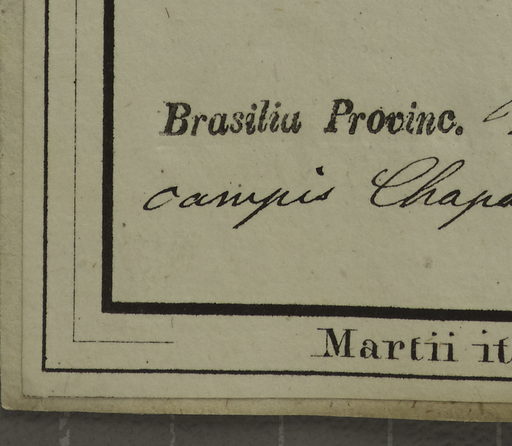 Brasilia Provinc.
campis Chapa
Martii it